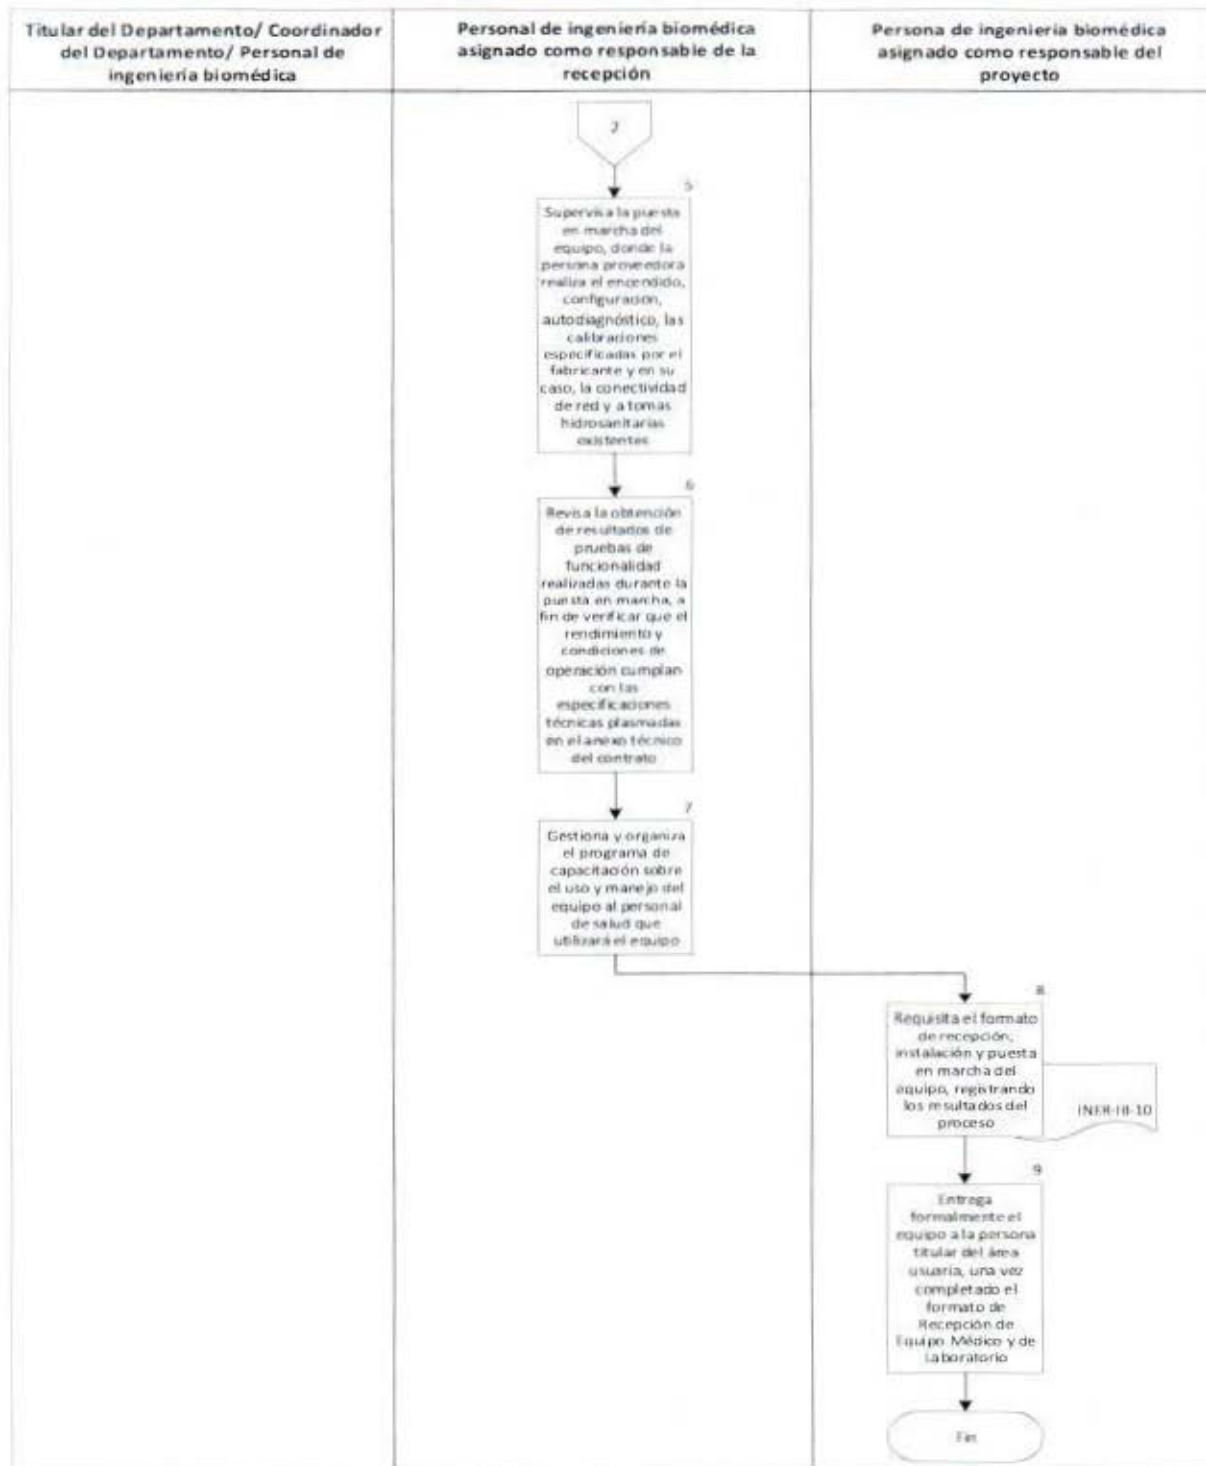 Titular del Departamento/ Coordinador
del Departamento/ Personal de
ingeniería biomédica
Personal de ingeniería biomédica
asignado como responsable de la
recepción
Persona de ingeniería biomédica
asignado como responsable del
proyecto
2
5
Supervisa la puesta
en marcha del
equipo, donde la
persona proveedora
realiza el encendido,
configuración,
autodiagnóstico, las
calibraciones
especificadas por el
fabricante y en su
caso, la conectividad
de red y a tomas
hidrosanitarias
existentes
6
Revisa la obtención
de resultados de
pruebas de
funcionalidad
realizadas durante la
puesta en marcha, a
fin de verificar que el
rendimiento y
condiciones de
operación cumplan
con las
especificaciones
técnicas plasmadas
en el anexo técnico
del contrato
7
Gestiona y organiza
el programa de
capacitación sobre
el uso y manejo del
equipo al personal
de salud que
utilizará el equipo
8
Requisita el formato
de recepción,
instalación y puesta
en marcha del
equipo, registrando
los resultados del
proceso
INER-IB-10
9
Entrega
formalmente el
equipo a la persona
titular del área
usuaria, una vez
completado el
formato de
Recepción de
Equipo Médico y de
Laboratorio
Fin